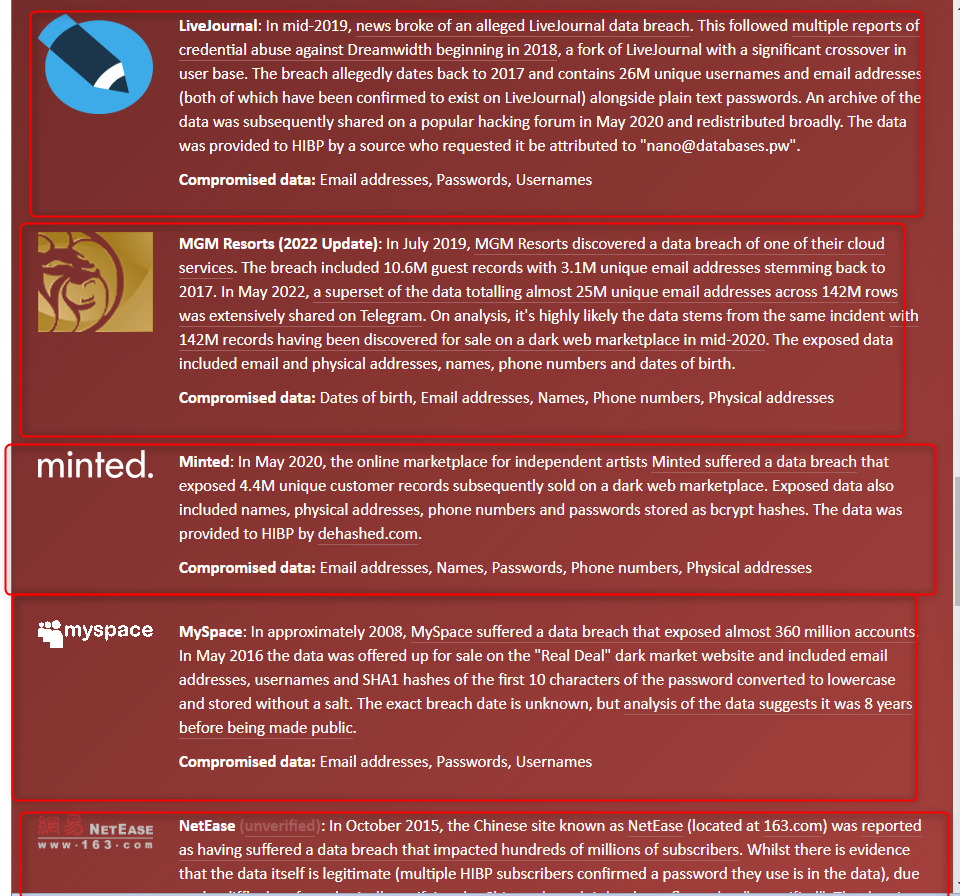 LiveJournal: In mid-2019, news broke of an alleged LiveJournal data breach. This followed multiple reports of
credential abuse against Dreamwidth beginning in 2018, a fork of LiveJournal with a significant crossover in
user base. The breach allegedly dates back to 2017 and contains 26M unique usernames and email addresses
(both of which have been confirmed to exist on LiveJournal) alongside plain text passwords. An archive of the
data was subsequently shared on a popular hacking forum in May 2020 and redistributed broadly. The data
was provided to HIBP by a source who requested it be attributed to "nano@databases.pw".
Compromised data: Email addresses, Passwords, Usernames
MGM Resorts (2022 Update): In July 2019, MGM Resorts discovered a data breach of one of their cloud
services. The breach included 10.6M guest records with 3.1M unique email addresses stemming back to
2017. In May 2022, a superset of the data totalling almost 25M unique email addresses across 142M rows
was extensively shared on Telegram. On analysis, it's highly likely the data stems from the same incident with
142M records having been discovered for sale on a dark web marketplace in mid-2020. The exposed data
included email and physical addresses, names, phone numbers and dates of birth.
Compromised data: Dates of birth, Email addresses, Names, Phone numbers, Physical addresses
minted.
Minted: In May 2020, the online marketplace for independent artists Minted suffered a data breach that
exposed 4.4M unique customer records subsequently sold on a dark web marketplace. Exposed data also
included names, physical addresses, phone numbers and passwords stored as bcrypt hashes. The data was
provided to HIBP by dehashed.com.
Compromised data: Email addresses, Names, Passwords, Phone numbers, Physical addresses
myspace
MySpace: In approximately 2008, MySpace suffered a data breach that exposed almost 360 million accounts.
In May 2016 the data was offered up for sale on the "Real Deal" dark market website and included email
addresses, usernames and SHA1 hashes of the first 10 characters of the password converted to lowercase
and stored without a salt. The exact breach date is unknown, but analysis of the data suggests it was 8 years
before being made public.
Compromised data: Email addresses, Passwords, Usernames
網易 NETEASE
www.163.com
NetEase (unverified): In October 2015, the Chinese site known as NetEase (located at 163.com) was reported
as having suffered a data breach that impacted hundreds of millions of subscribers. Whilst there is evidence
that the data itself is legitimate (multiple HIBP subscribers confirmed a password they use is in the data), due